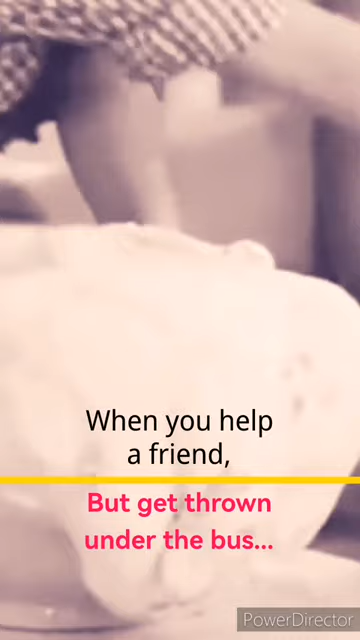 When you help
a friend,
But get thrown
under the bus...
PowerDirector